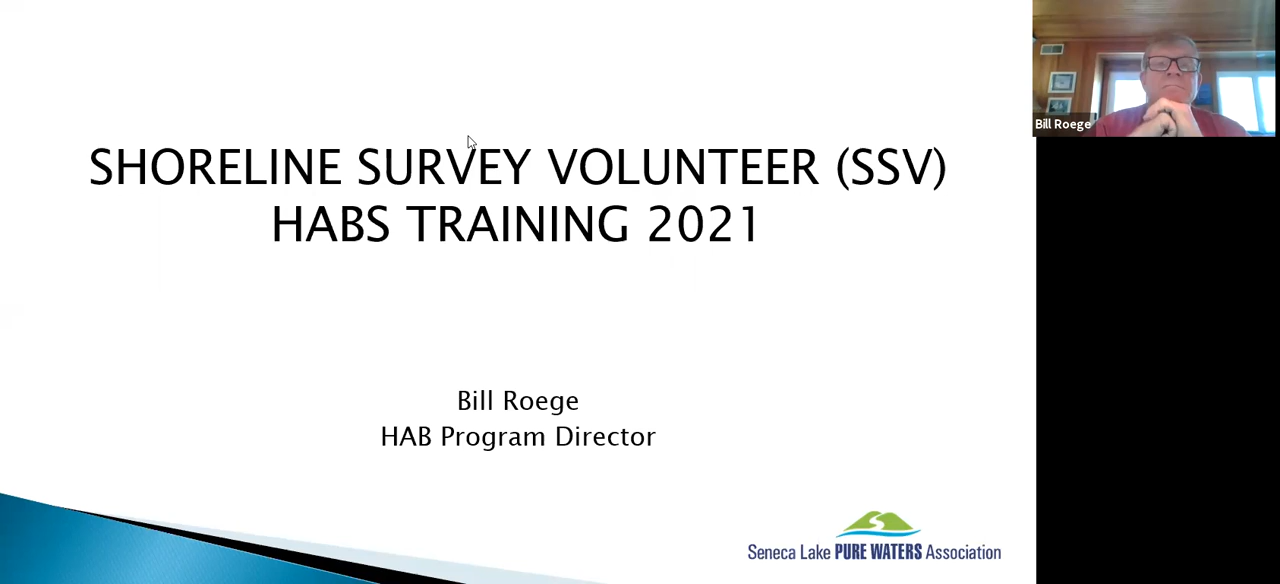 SHORELINE SURVEY VOLUNTEER (SSV)
HABS TRAINING 2021
Bill Roege
HAB Program Director
Seneca Lake PURE WATERS Association
Bill Roege